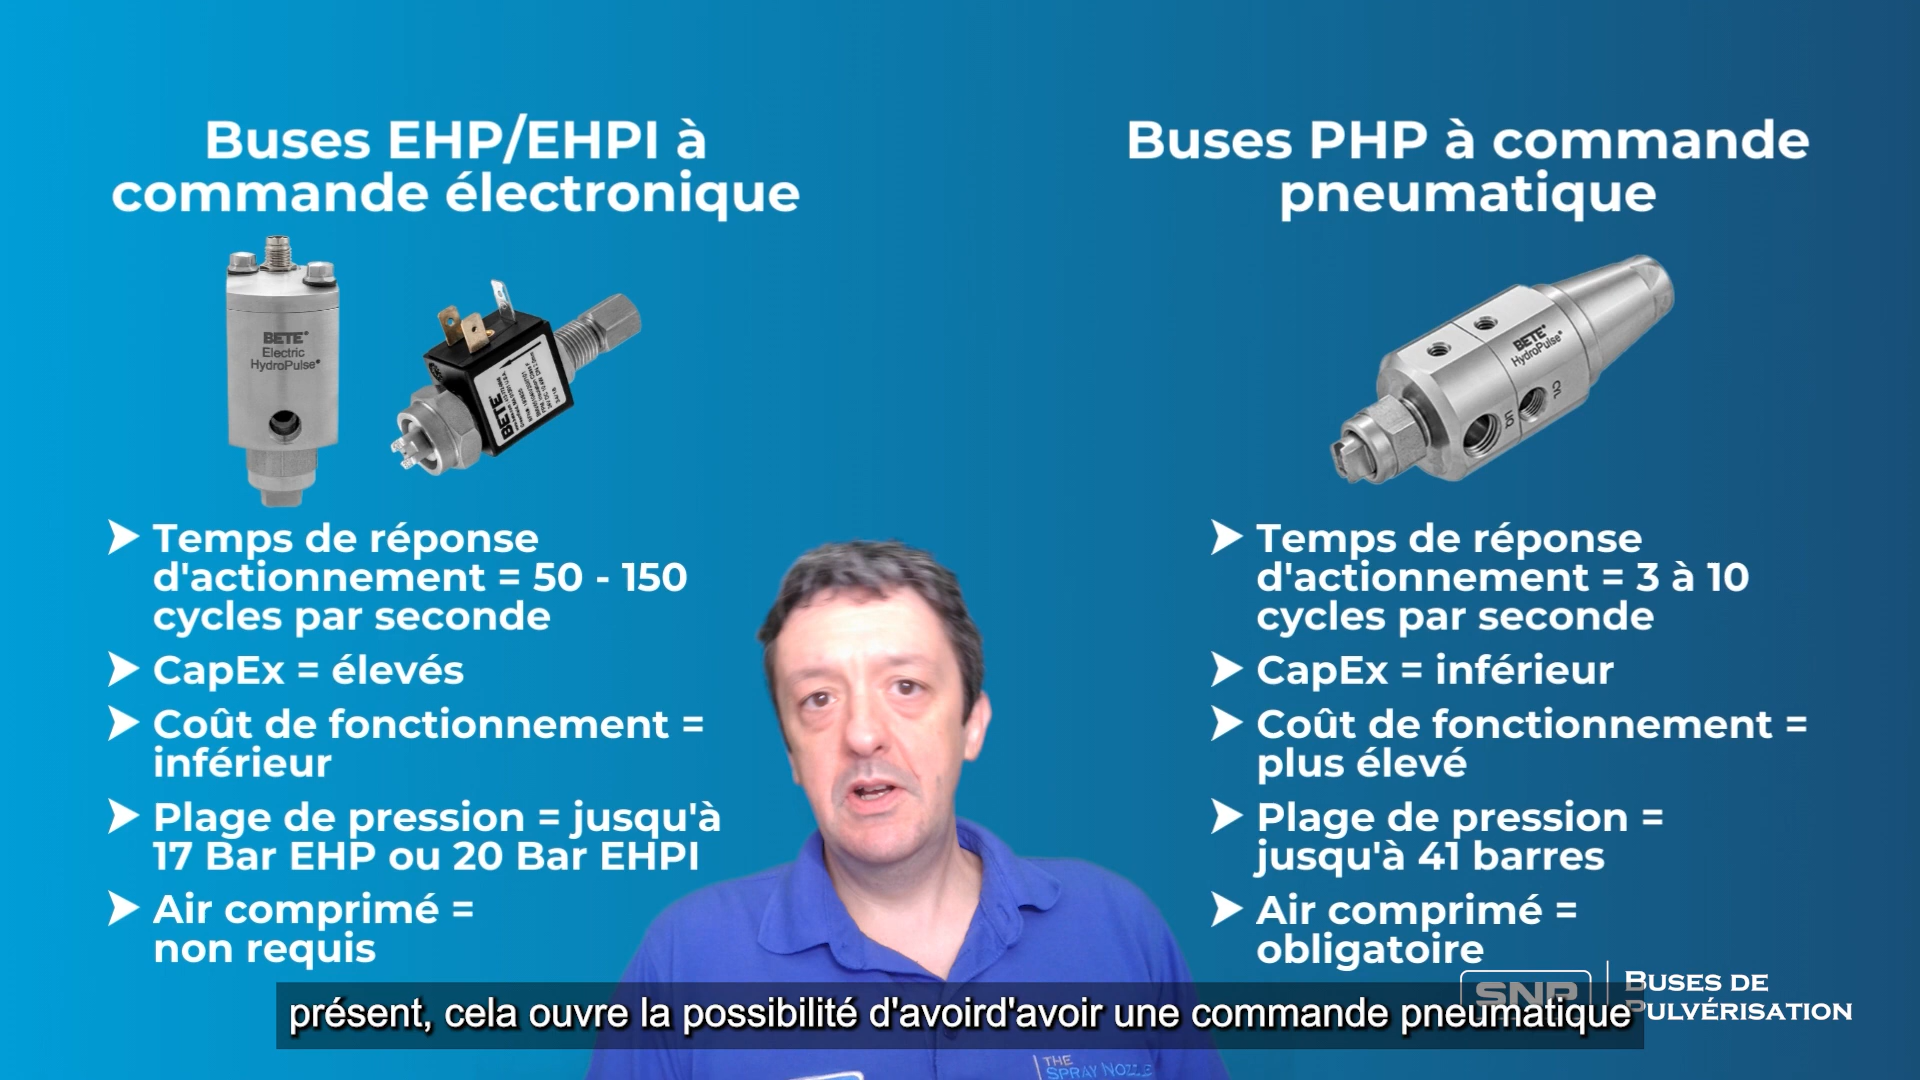 Buses EHP/EHPI à
commande électronique
BETE®
Electric
HydroPulse®
BETE
Temps de réponse
d'actionnement = 50 - 150
cycles par seconde
CapEx = élevés
Coût de fonctionnement =
inférieur
Plage de pression = jusqu'à
17 Bar EHP ou 20 Bar EHPI
Air comprimé =
non requis
Buses PHP à commande
pneumatique
BETE®
HydroPulse®
Temps de réponse
d'actionnement = 3 à 10
cycles par seconde
CapEx = inférieur
Coût de fonctionnement =
plus élevé
Plage de pression =
jusqu'à 41 barres
Air comprimé =
obligatoire
SNP
BUSES DE
PULVÉRISATION
présent, cela ouvre la possibilité d'avoird'avoir une commande pneumatique
THE
SPRAY NOZZLE